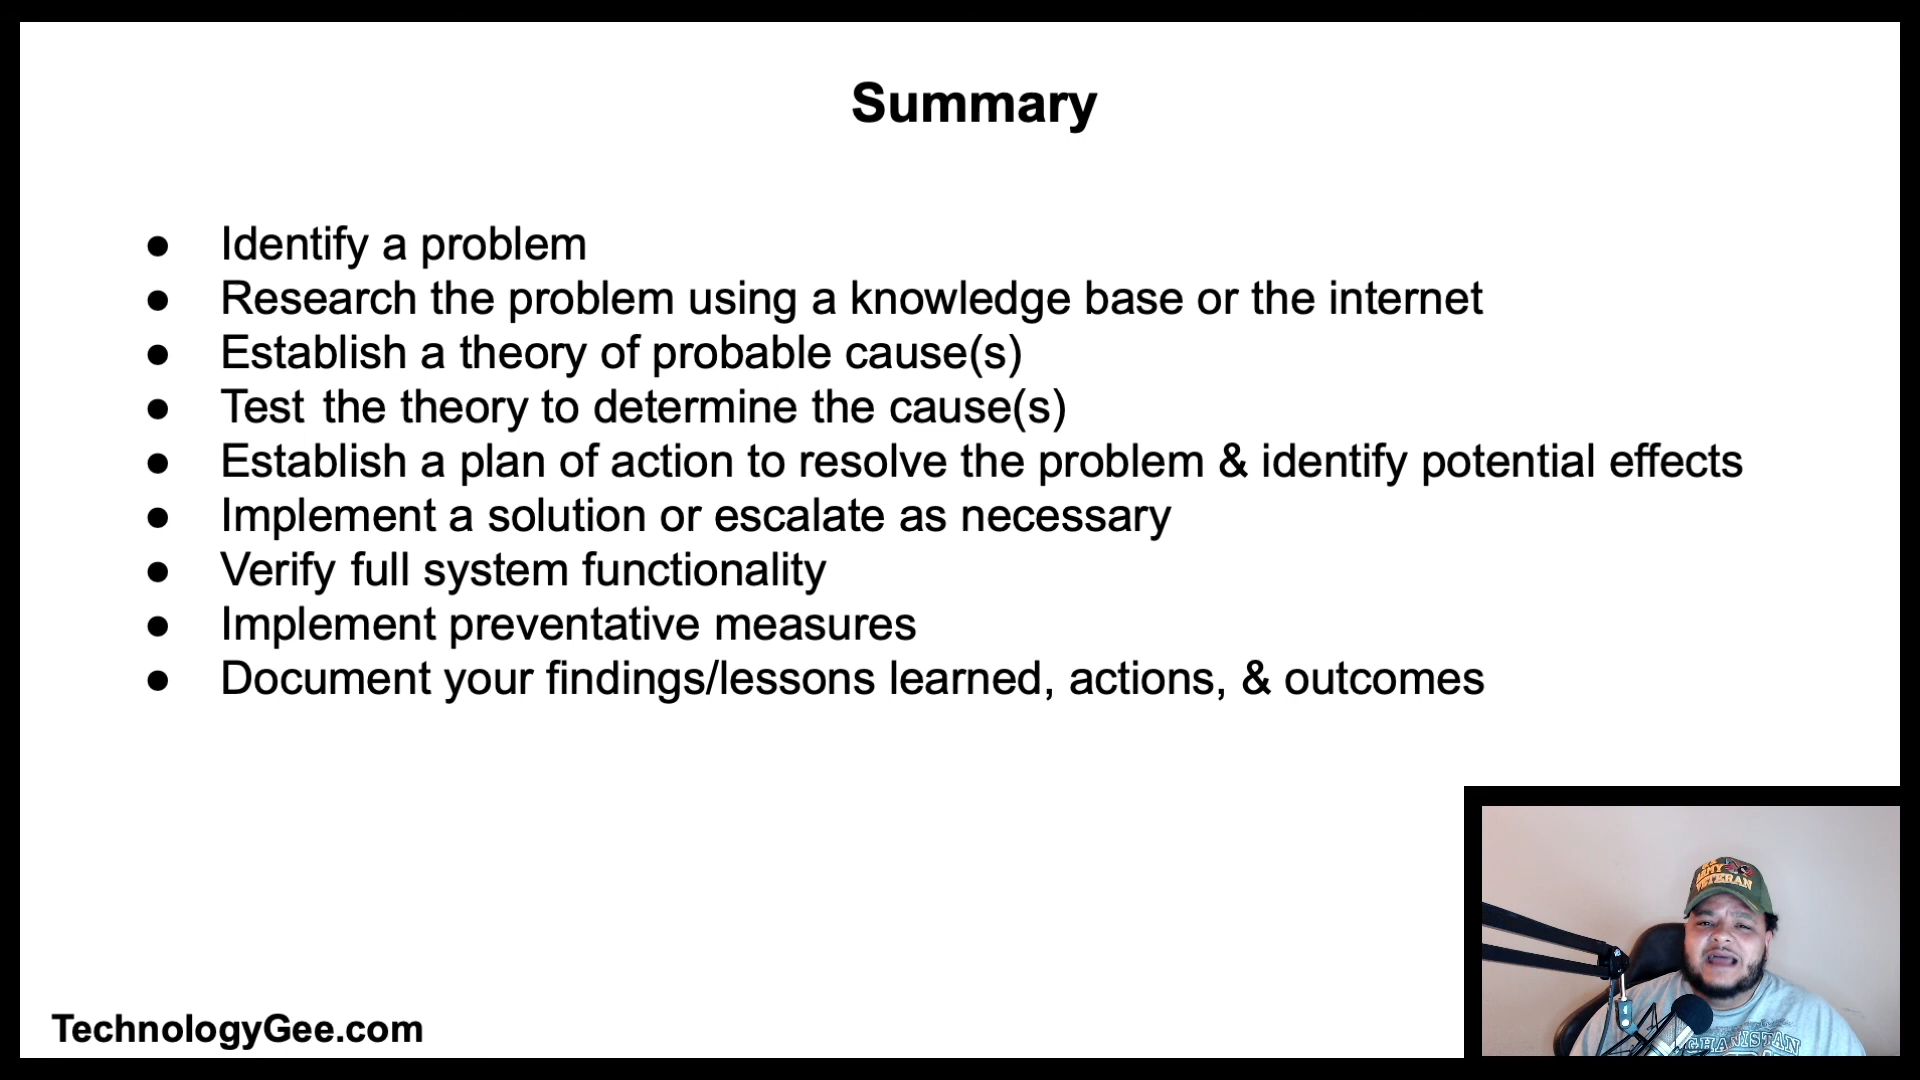 Summary
● Identify a problem
● Research the problem using a knowledge base or the internet
● Establish a theory of probable cause(s)
● Test the theory to determine the cause(s)
● Establish a plan of action to resolve the problem & identify potential effects
● Implement a solution or escalate as necessary
● Verify full system functionality
● Implement preventative measures
● Document your findings/lessons learned, actions, & outcomes
ARMY
VETERAN
TechnologyGee.com